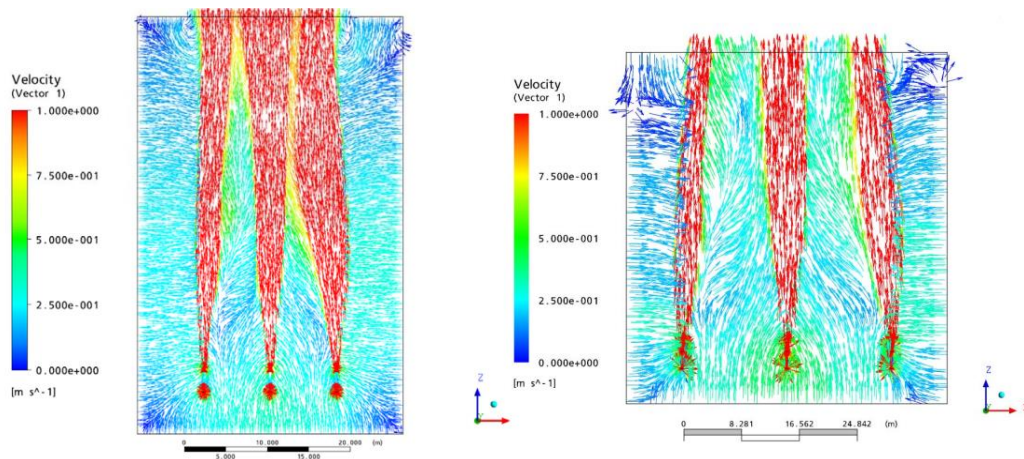 Velocity
(Vector 1)
1.000e+000
7.500e-001
5.000e-001
2.500e-001
0.000e+000
[m s^-1]
0 10.000 20.000 (m)
5.000 15.000
Z
Velocity
(Vector 1)
1.000e+000
7.500e-001
5.000e-001
2.500e-001
0.000e+000
[m s^-1]
0 8.281 16.562 24.842 (m)
Z